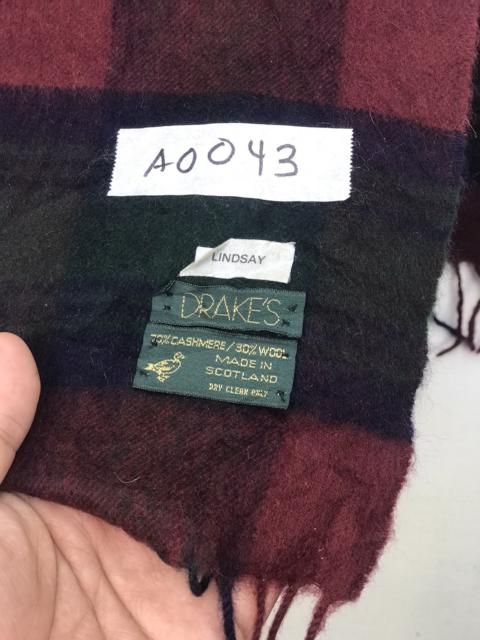 A0043
LINDSAY
DRAKE'S
70% CASHMERE/30% WOOL
MADE IN
SCOTLAND
DRY CLEAN ONLY